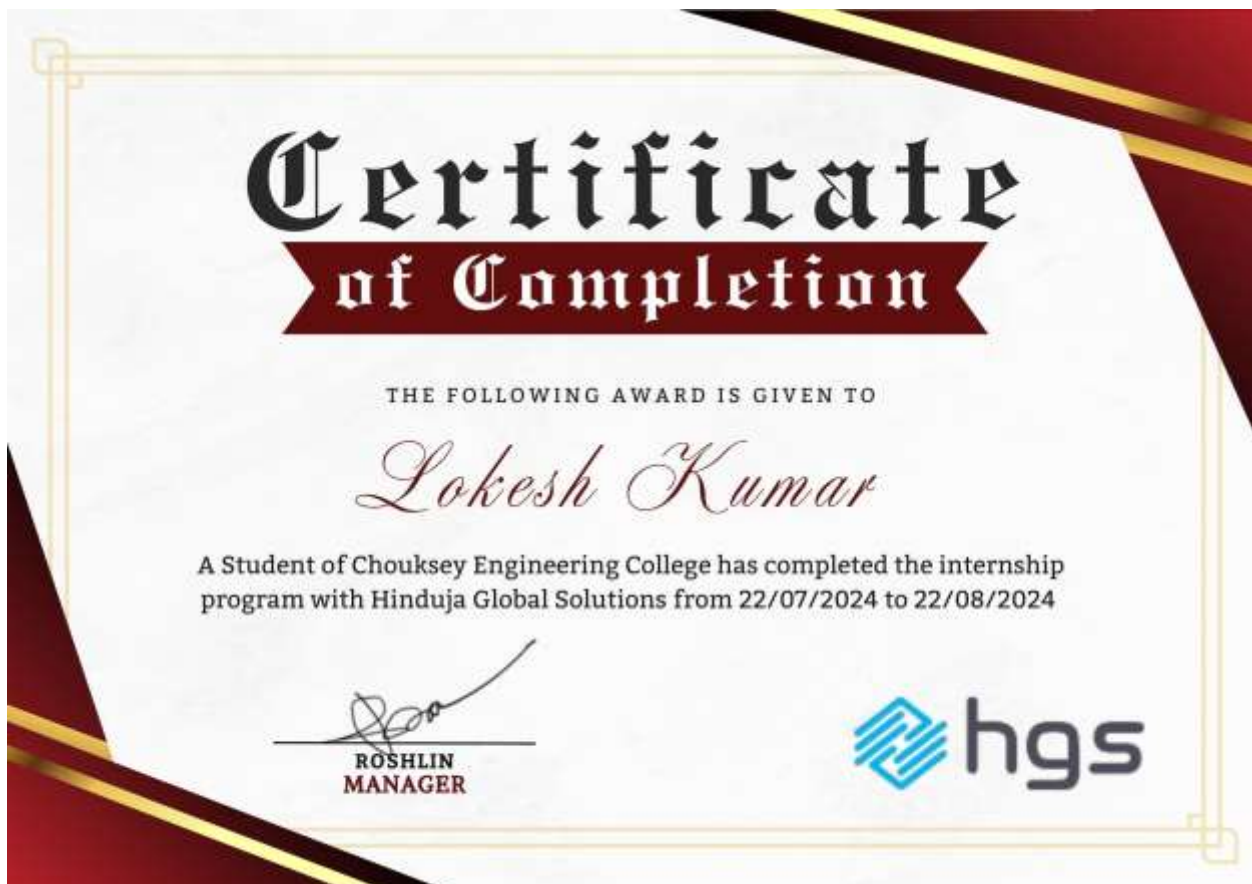 Certificate
of Completion
THE FOLLOWING AWARD IS GIVEN TO
Lokesh Kumar
A Student of Chouksey Engineering College has completed the internship
program with Hinduja Global Solutions from 22/07/2024 to 22/08/2024
ROSHLIN
MANAGER
hgs